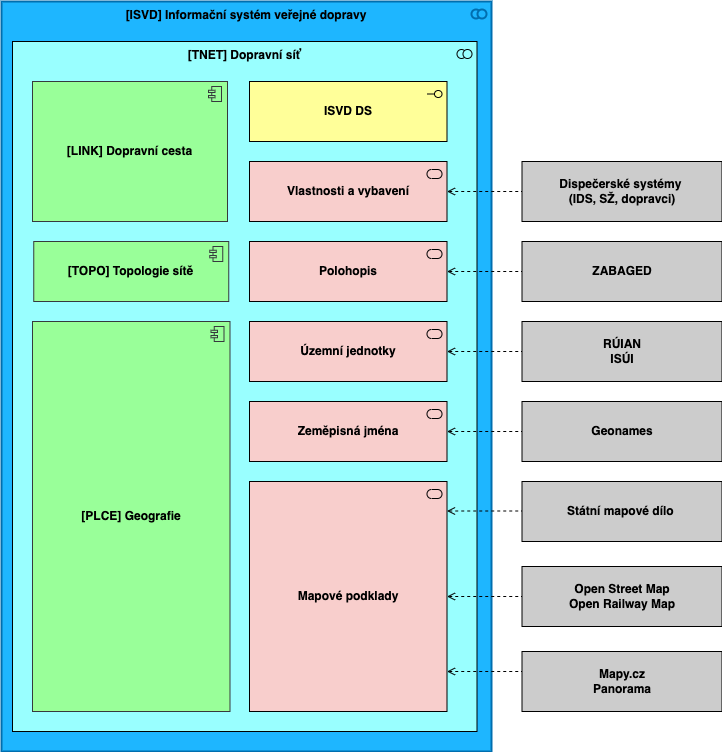 [ISVD] Informační systém veřejné dopravy
[TNET] Dopravní síť
[LINK] Dopravní cesta
ISVD DS
Vlastnosti a vybavení
Dispečerské systémy
(IDS, SŽ, dopravci)
[TOPO] Topologie sítě
Polohopis
ZABAGED
[PLCE] Geografie
Územní jednotky
RÚIAN
ISÚI
Zeměpisná jména
Geonames
Mapové podklady
Státní mapové dílo
Open Street Map
Open Railway Map
Mapy.cz
Panorama